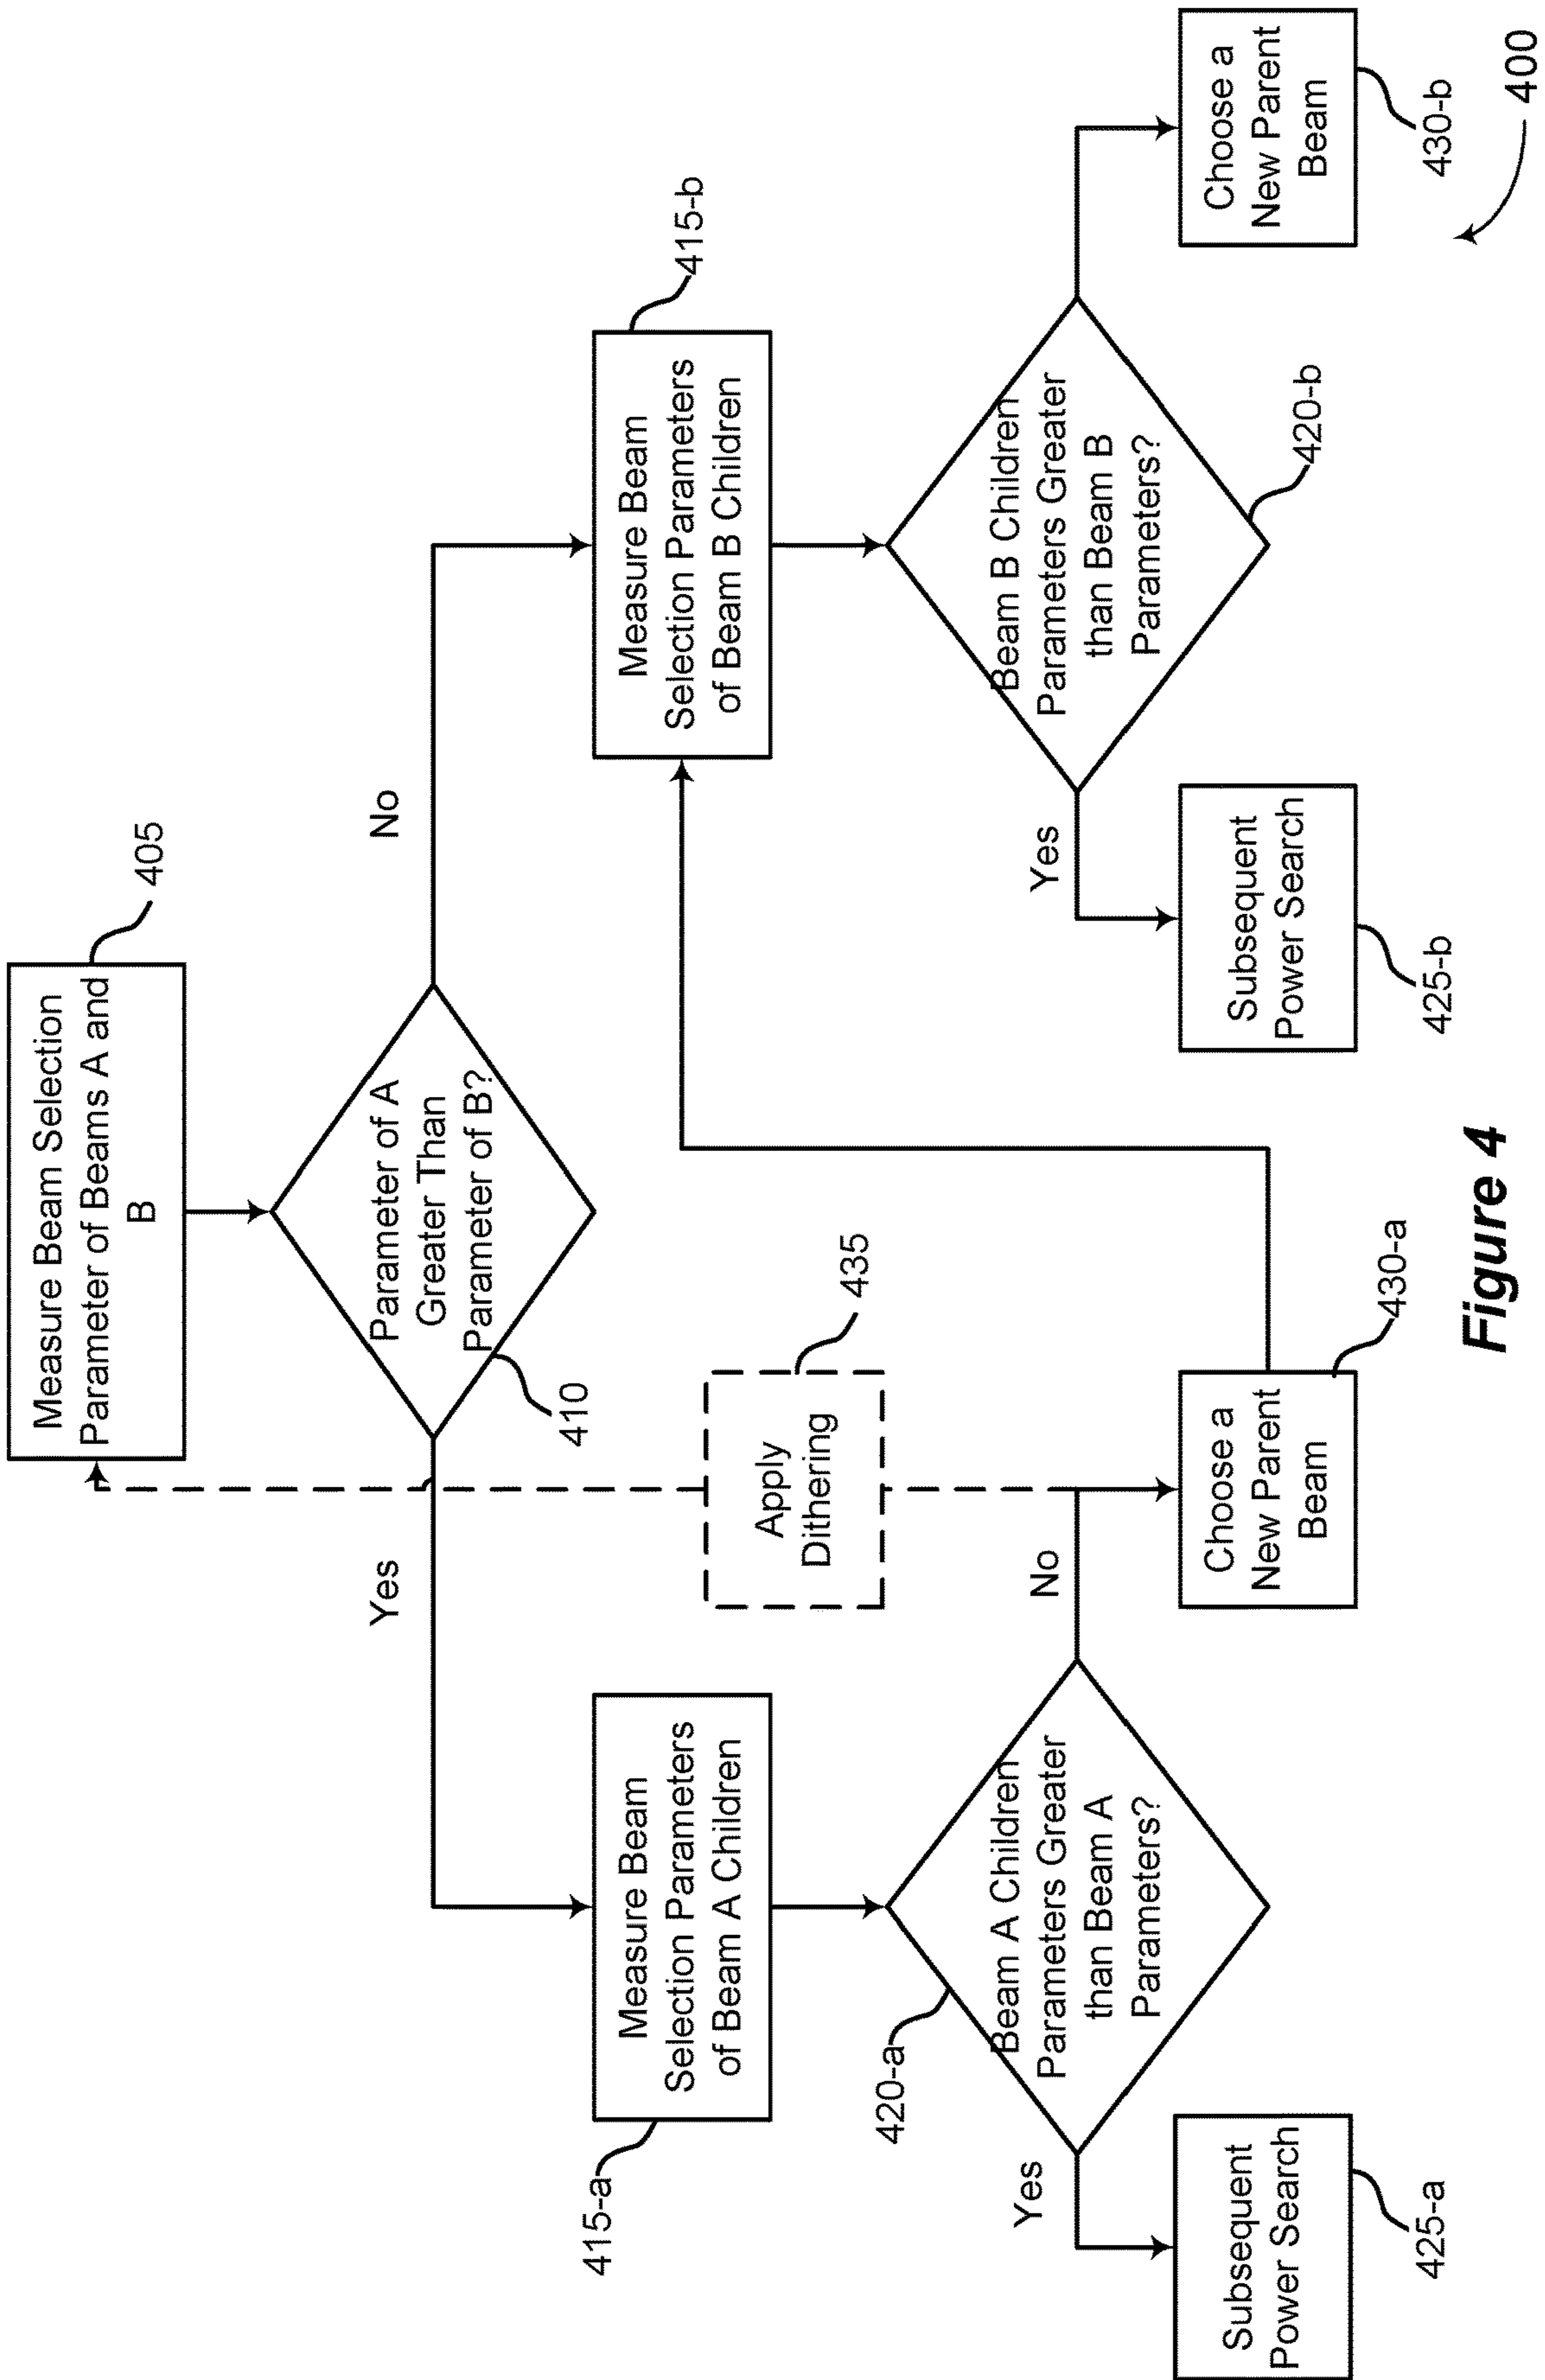 Measure Beam Selection
Parameter of Beams A and
B
405
Parameter of A
Greater Than
Parameter of B?
410
Yes
No
Measure Beam
Selection Parameters
of Beam A Children
415-a
Apply
Dithering
435
Measure Beam
Selection Parameters
of Beam B Children
415-b
Beam A Children
Parameters Greater
than Beam A
Parameters?
420-a
Yes
No
Beam B Children
Parameters Greater
than Beam B
Parameters?
420-b
Yes
Subsequent
Power Search
425-a
Choose a
New Parent
Beam
430-a
Subsequent
Power Search
425-b
Choose a
New Parent
Beam
430-b
Figure 4
400